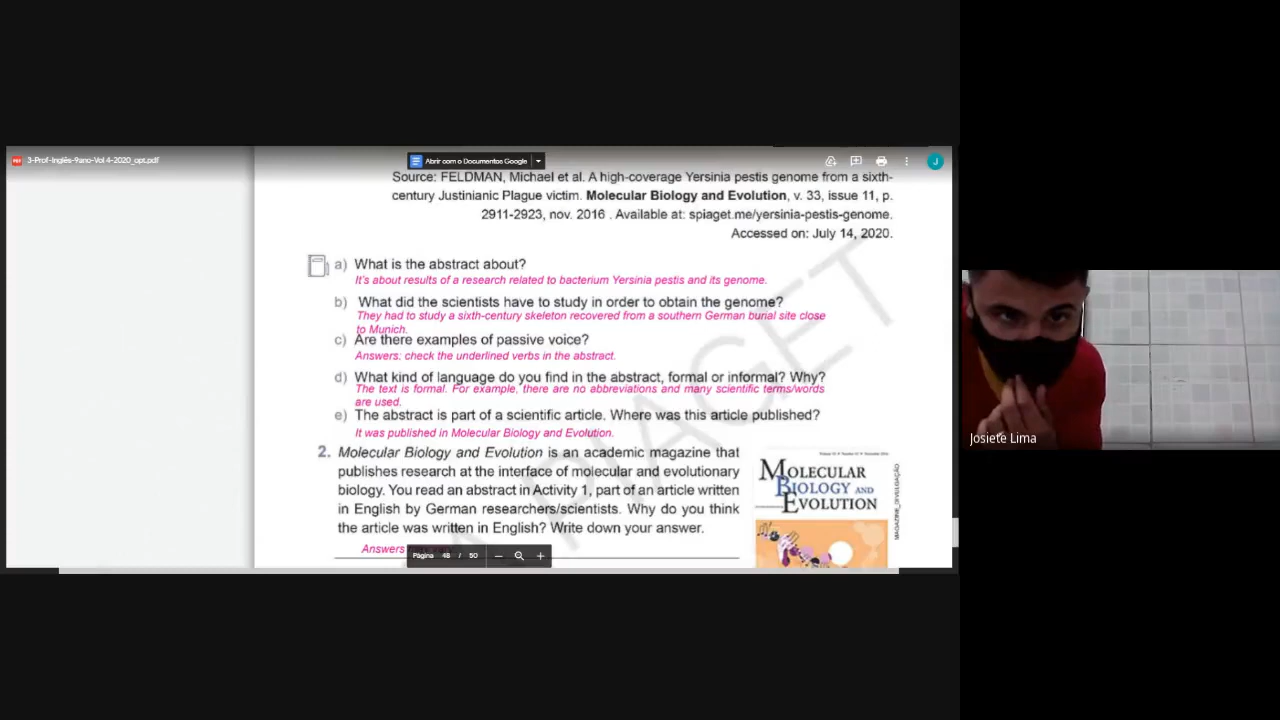 3-Prof-Inglês-9ano-Vol 4-2020_opt.pdf
Abrir com o Documentos Google
J
Source: FELDMAN, Michael et al. A high-coverage Yersinia pestis genome from a sixth-
century Justinianic Plague victim. Molecular Biology and Evolution, v. 33, issue 11, p.
2911-2923, nov. 2016 . Available at: spiaget.me/yersinia-pestis-genome.
Accessed on: July 14, 2020.
a) What is the abstract about?
It's about results of a research related to bacterium Yersinia pestis and its genome.
b) What did the scientists have to study in order to obtain the genome?
They had to study a sixth-century skeleton recovered from a southern German burial site close
to Munich.
c) Are there examples of passive voice?
Answers: check the underlined verbs in the abstract.
d) What kind of language do you find in the abstract, formal or informal? Why?
The text is formal. For example, there are no abbreviations and many scientific terms/words
are used.
e) The abstract is part of a scientific article. Where was this article published?
It was published in Molecular Biology and Evolution.
2. Molecular Biology and Evolution is an academic magazine that
publishes research at the interface of molecular and evolutionary
biology. You read an abstract in Activity 1, part of an article written
in English by German researchers/scientists. Why do you think
the article was written in English? Write down your answer.
Answers
MOLECULAR
BIOLOGY AND
EVOLUTION
MAGAZINE_DIVULGAÇÃO
PIAGET
Página 48 / 50
Josiete Lima